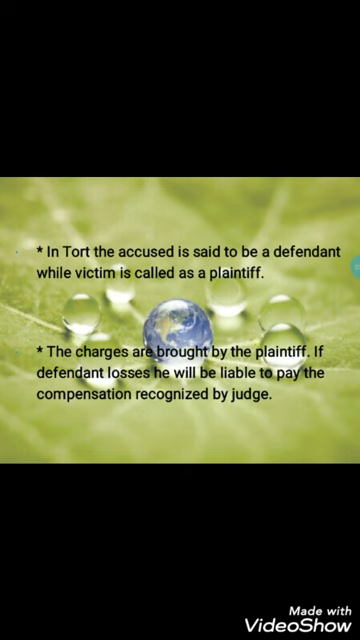 * In Tort the accused is said to be a defendant
while victim is called as a plaintiff.
* The charges are brought by the plaintiff. If
defendant losses he will be liable to pay the
compensation recognized by judge.
Made with
VideoShow